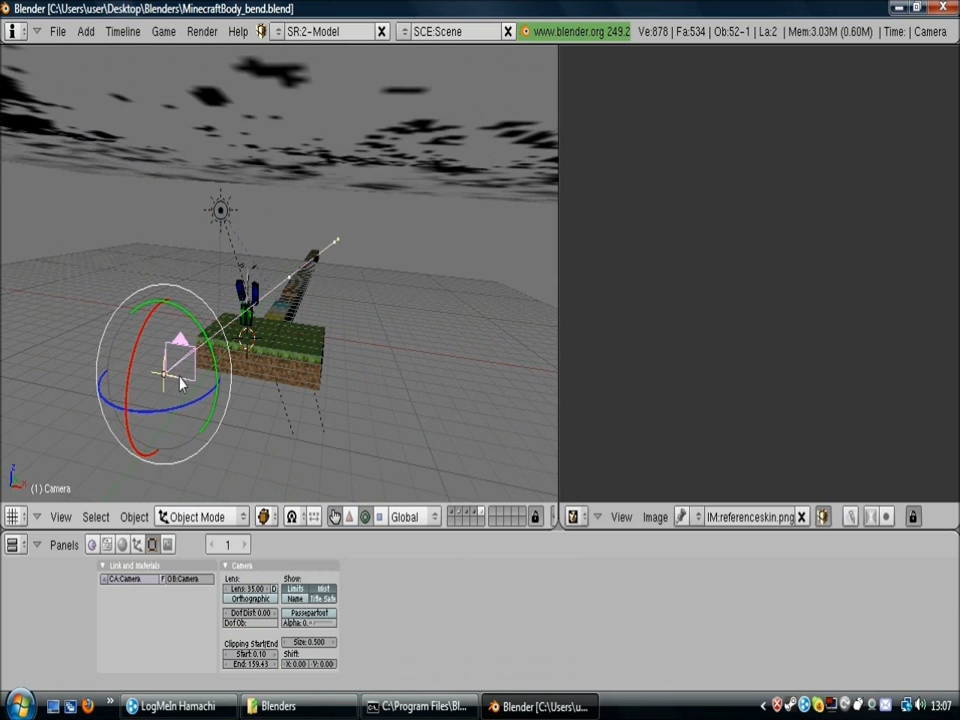 Blender [C:\Users\user\Desktop\Blenders\MinecraftBody_bend.blend]
File Add Timeline Game Render Help SR:2-Model SCE:Scene www.blender.org 249.2 Ve:878 | Fa:534 | Ob:52-1 | La:2 | Mem:3.03M (0.60M) | Time: | Camera
z
x
(1) Camera
View Select Object Object Mode Global View Image IM:referenceskin.png
Panels 1
Link and Materials Camera
CA:Camera F OB:Camera
Lens: Show:
Lens: 35.00 D Limits Mist
Orthographic Name Title Safe
Dof Dist: 0.00 Passepartout
Dof Ob: Alpha: 0.
Clipping Start/End Size: 0.500
Start: 0.10 Shift:
End: 159.43 X: 0.00 Y: 0.00
LogMeIn Hamachi Blenders C:\Program Files\Bl... Blender [C:\Users\u... 13:07